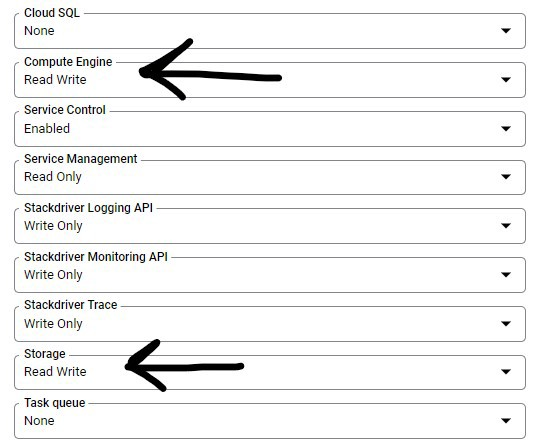 Cloud SQL
None
Compute Engine
Read Write
Service Control
Enabled
Service Management
Read Only
Stackdriver Logging API
Write Only
Stackdriver Monitoring API
Write Only
Stackdriver Trace
Write Only
Storage
Read Write
Task queue
None